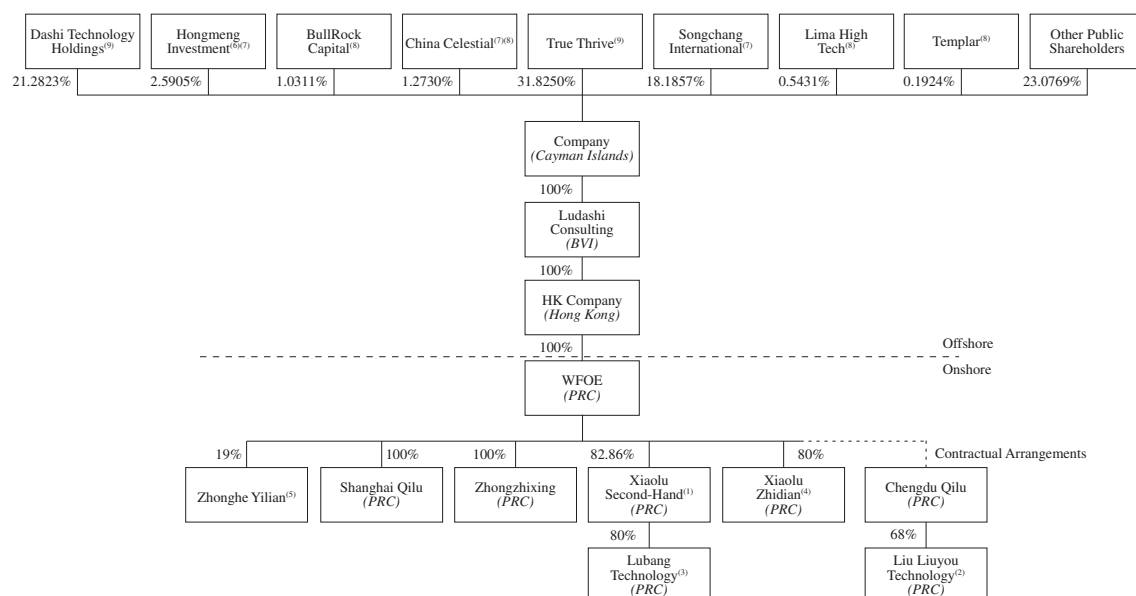 Dashi Technology
Holdings(9)
Hongmeng
Investment(6)(7)
BullRock
Capital(8)
China Celestial(7)(8)
True Thrive(9)
Songchang
International(7)
Lima High
Tech(8)
Templar(8)
Other Public
Shareholders
21.2823%
2.5905%
1.0311%
1.2730%
31.8250%
18.1857%
0.5431%
0.1924%
23.0769%
Company
(Cayman Islands)
100%
Ludashi
Consulting
(BVI)
100%
HK Company
(Hong Kong)
100%
Offshore
Onshore
WFOE
(PRC)
19%
100%
100%
82.86%
80%
Contractual Arrangements
Zhonghe Yilian(5)
Shanghai Qilu
(PRC)
Zhongzhixing
(PRC)
Xiaolu
Second-Hand(1)
(PRC)
Xiaolu
Zhidian(4)
(PRC)
Chengdu Qilu
(PRC)
80%
68%
Lubang
Technology(3)
(PRC)
Liu Liuyou
Technology(2)
(PRC)